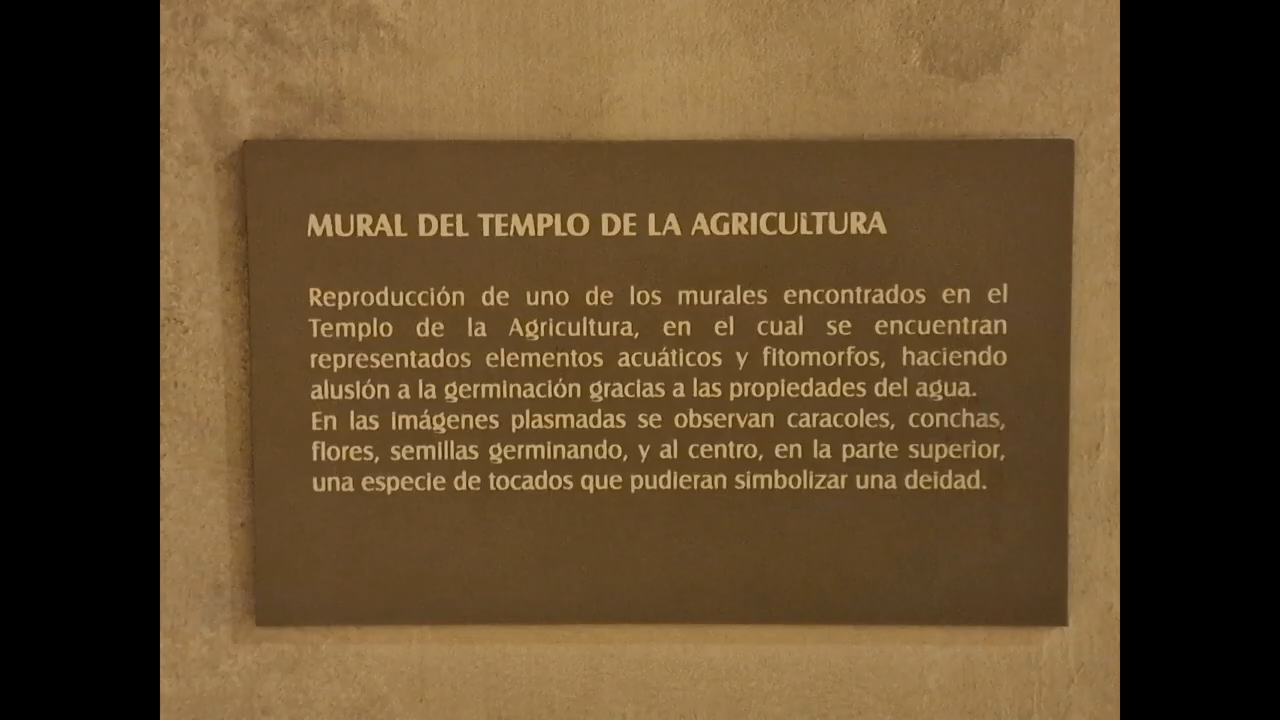 MURAL DEL TEMPLO DE LA AGRICULTURA
Reproducción de uno de los murales encontrados en el
Templo de la Agricultura, en el cual se encuentran
representados elementos acuáticos y fitomorfos, haciendo
alusión a la germinación gracias a las propiedades del agua.
En las imágenes plasmadas se observan caracoles, conchas,
flores, semillas germinando, y al centro, en la parte superior,
una especie de tocados que pudieran simbolizar una deidad.